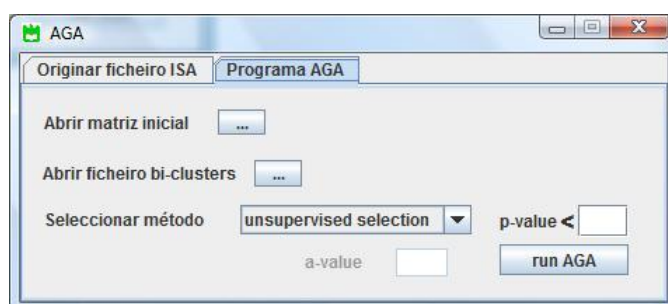 AGA
Originar ficheiro ISA Programa AGA
Abrir matriz inicial ...
Abrir ficheiro bi-clusters ...
Seleccionar método unsupervised selection p-value <
a-value run AGA